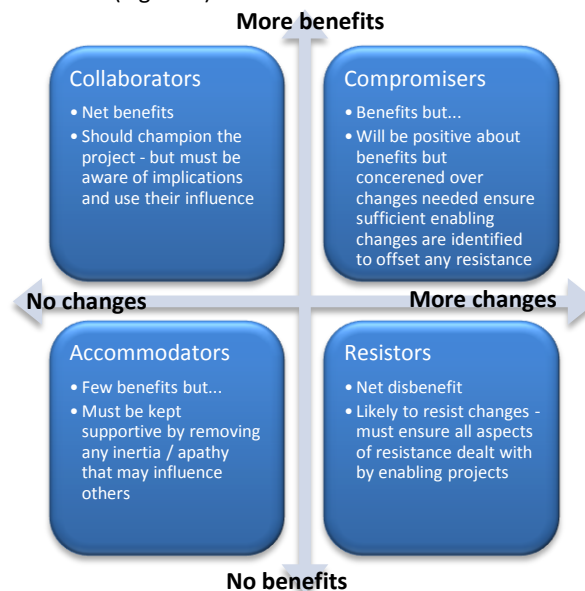 More benefits
Collaborators
• Net benefits
• Should champion the
project - but must be
aware of implications
and use their influence
Compromisers
• Benefits but...
• Will be positive about
benefits but
concerened over
changes needed ensure
sufficient enabling
changes are identified
to offset any resistance
No changes
More changes
Accommodators
• Few benefits but...
• Must be kept
supportive by removing
any inertia / apathy
that may influence
others
Resistors
• Net disbenefit
• Likely to resist changes -
must ensure all aspects
of resistance dealt with
by enabling projects
No benefits